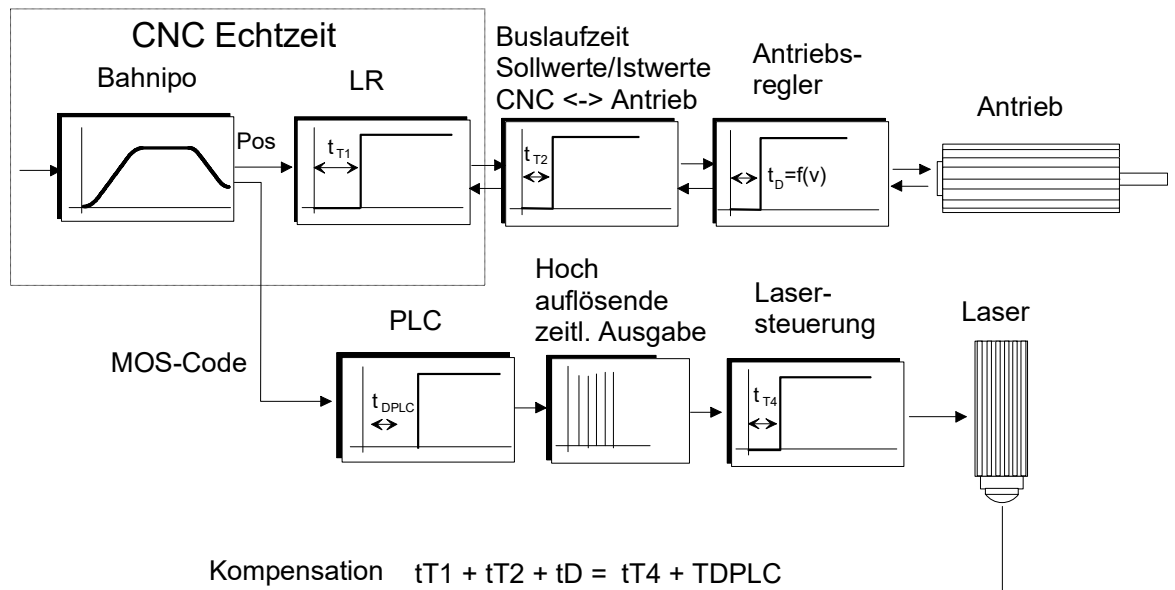 CNC Echtzeit
Bahnipo
LR
Buslaufzeit
Sollwerte/Istwerte
CNC <-> Antrieb
Antriebs-
regler
Antrieb
Pos
tT1
tT2
tD=f(v)
MOS-Code
PLC
Hoch
auflösende
zeitl. Ausgabe
Laser-
steuerung
Laser
tDPLC
tT4
Kompensation tT1 + tT2 + tD = tT4 + TDPLC